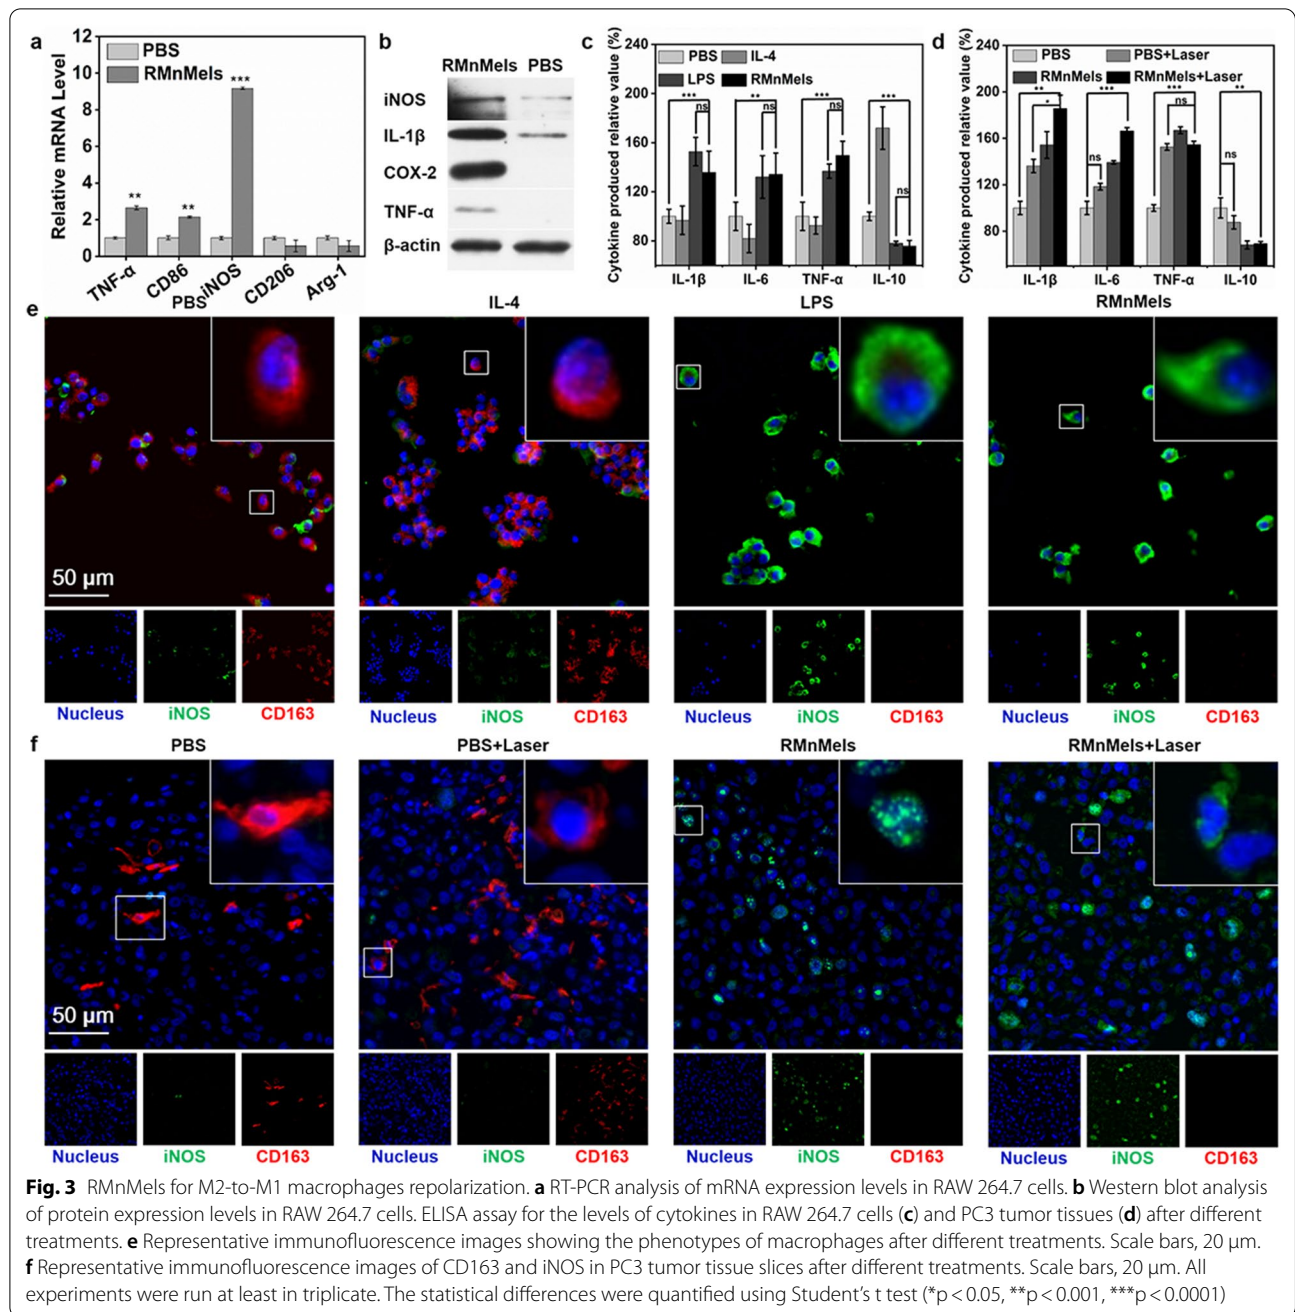 a
12
10
8
6
4
2
0
Relative mRNA Level
PBS
RMnMels
**
**
***
TNF-α
CD86
iNOS
CD206
Arg-1
b
RMnMels PBS
iNOS
IL-1β
COX-2
TNF-α
β-actin
c
Cytokine produced relative value (%)
240
200
160
120
80
PBS IL-4
LPS RMnMels
*** ** *** ***
ns ns ns ns
IL-1β IL-6 TNF-α IL-10
d
Cytokine produced relative value (%)
240
200
160
120
80
PBS PBS+Laser
RMnMels RMnMels+Laser
** *** *** **
* ns ns ns
IL-1β IL-6 TNF-α IL-10
e
PBS IL-4 LPS RMnMels
50 μm
Nucleus iNOS CD163 Nucleus iNOS CD163 Nucleus iNOS CD163 Nucleus iNOS CD163
f
PBS PBS+Laser RMnMels RMnMels+Laser
50 μm
Nucleus iNOS CD163 Nucleus iNOS CD163 Nucleus iNOS CD163 Nucleus iNOS CD163
Fig. 3 RMnMels for M2-to-M1 macrophages repolarization. a RT-PCR analysis of mRNA expression levels in RAW 264.7 cells. b Western blot analysis
of protein expression levels in RAW 264.7 cells. ELISA assay for the levels of cytokines in RAW 264.7 cells (c) and PC3 tumor tissues (d) after different
treatments. e Representative immunofluorescence images showing the phenotypes of macrophages after different treatments. Scale bars, 20 μm.
f Representative immunofluorescence images of CD163 and iNOS in PC3 tumor tissue slices after different treatments. Scale bars, 20 μm. All
experiments were run at least in triplicate. The statistical differences were quantified using Student's t test (*p < 0.05, **p < 0.001, ***p < 0.0001)